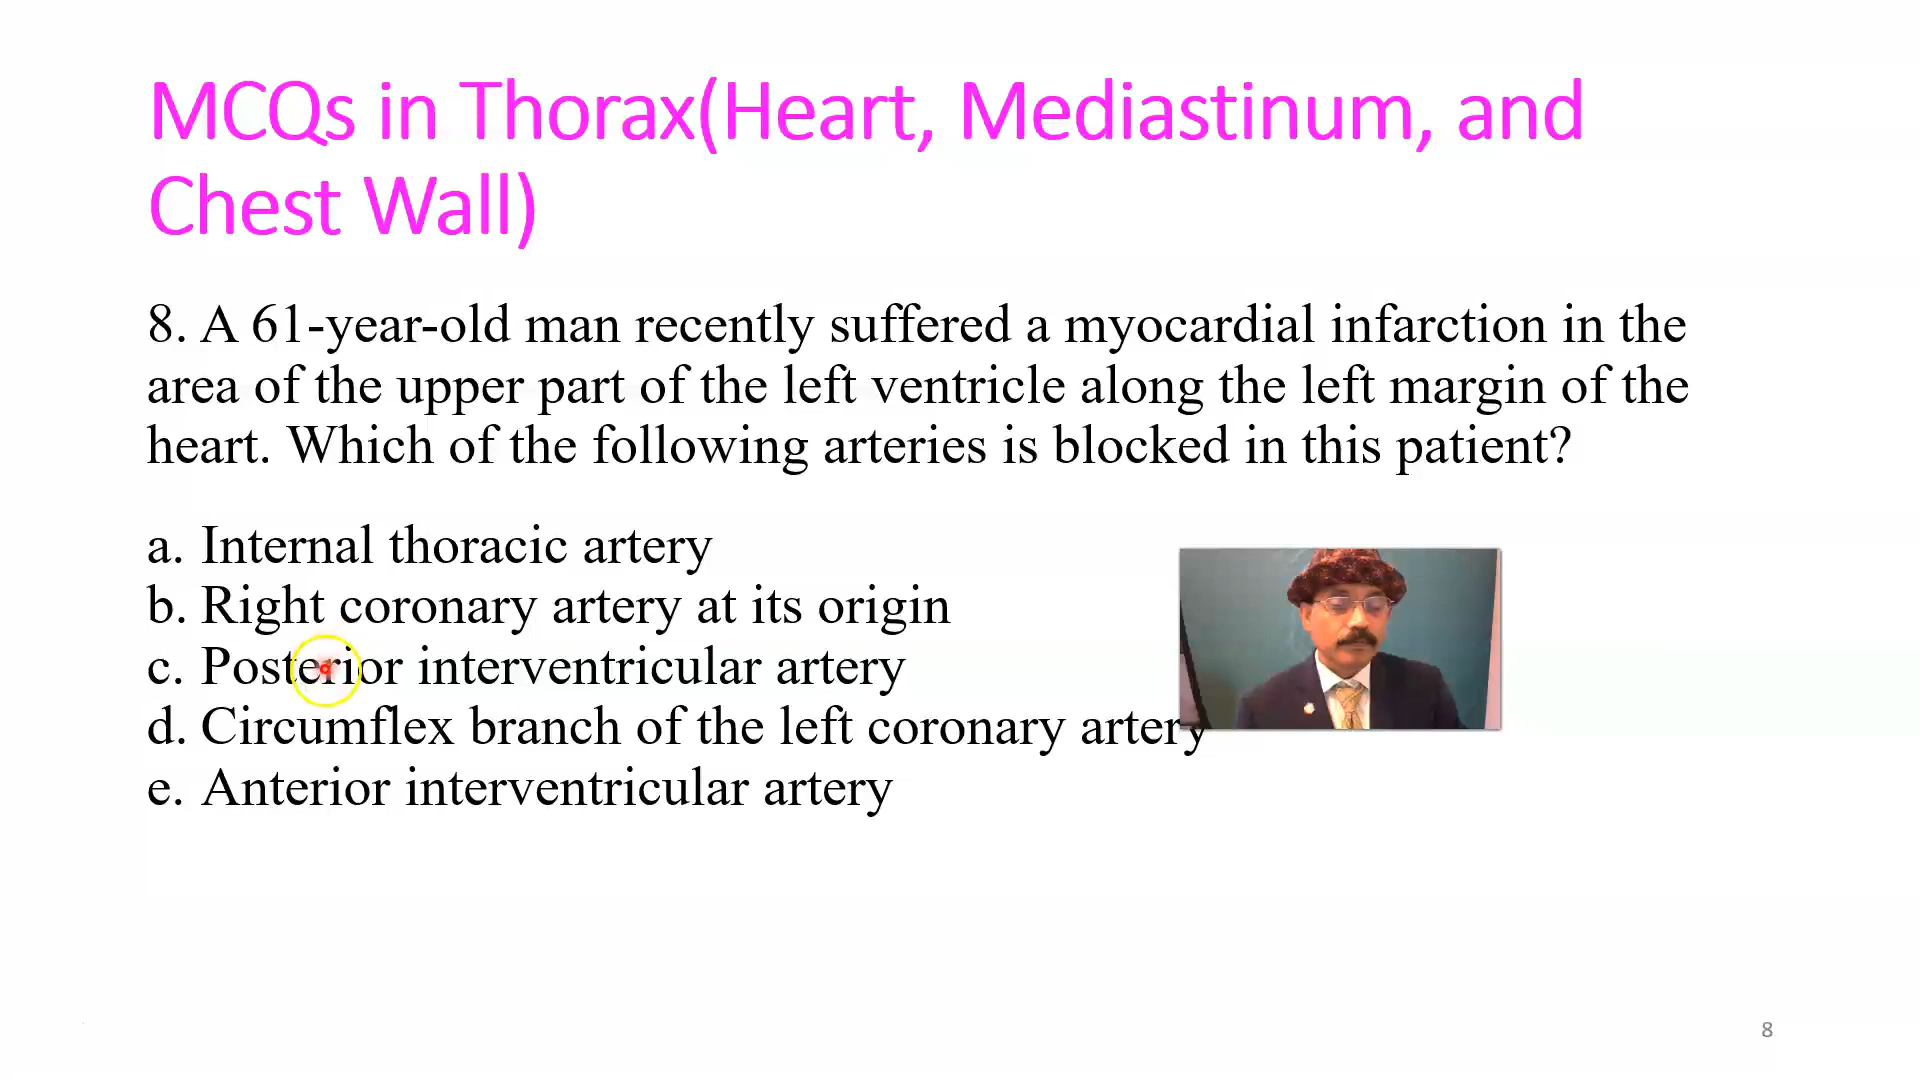 MCQs in Thorax(Heart, Mediastinum, and
Chest Wall)
8. A 61-year-old man recently suffered a myocardial infarction in the
area of the upper part of the left ventricle along the left margin of the
heart. Which of the following arteries is blocked in this patient?
a. Internal thoracic artery
b. Right coronary artery at its origin
c. Posterior interventricular artery
d. Circumflex branch of the left coronary artery
e. Anterior interventricular artery
8